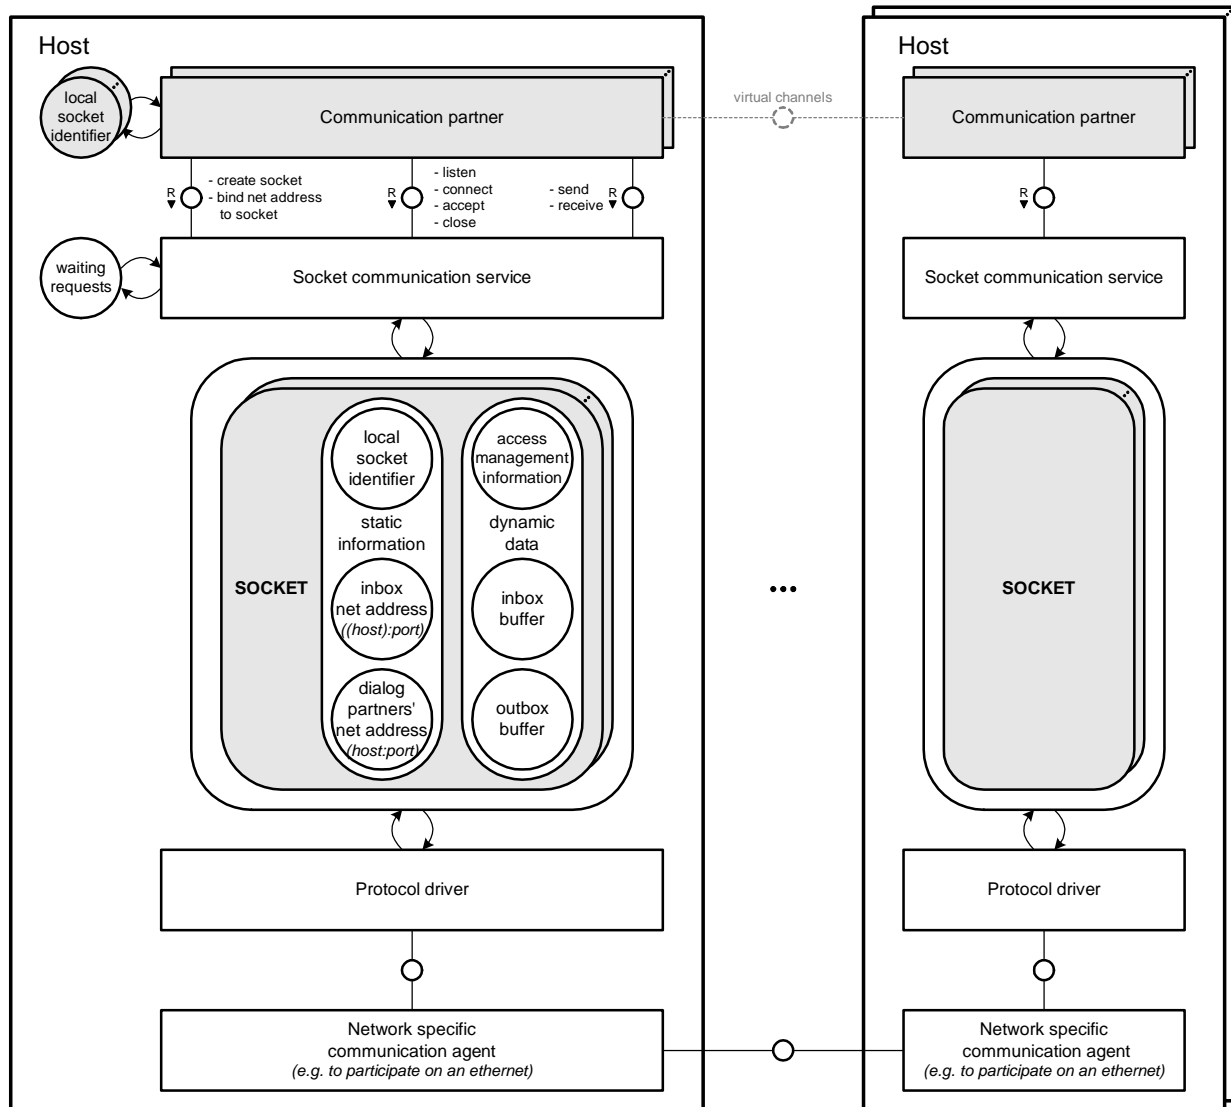 Host
local
socket
identifier
Communication partner
R
- create socket
- bind net address
to socket
R
- listen
- connect
- accept
- close
- send
- receive
R
waiting
requests
Socket communication service
SOCKET
local
socket
identifier
static
information
inbox
net address
((host):port)
dialog
partners'
net address
(host:port)
access
management
information
dynamic
data
inbox
buffer
outbox
buffer
Protocol driver
Network specific
communication agent
(e.g. to participate on an ethernet)
virtual channels
...
Host
Communication partner
R
Socket communication service
SOCKET
Protocol driver
Network specific
communication agent
(e.g. to participate on an ethernet)